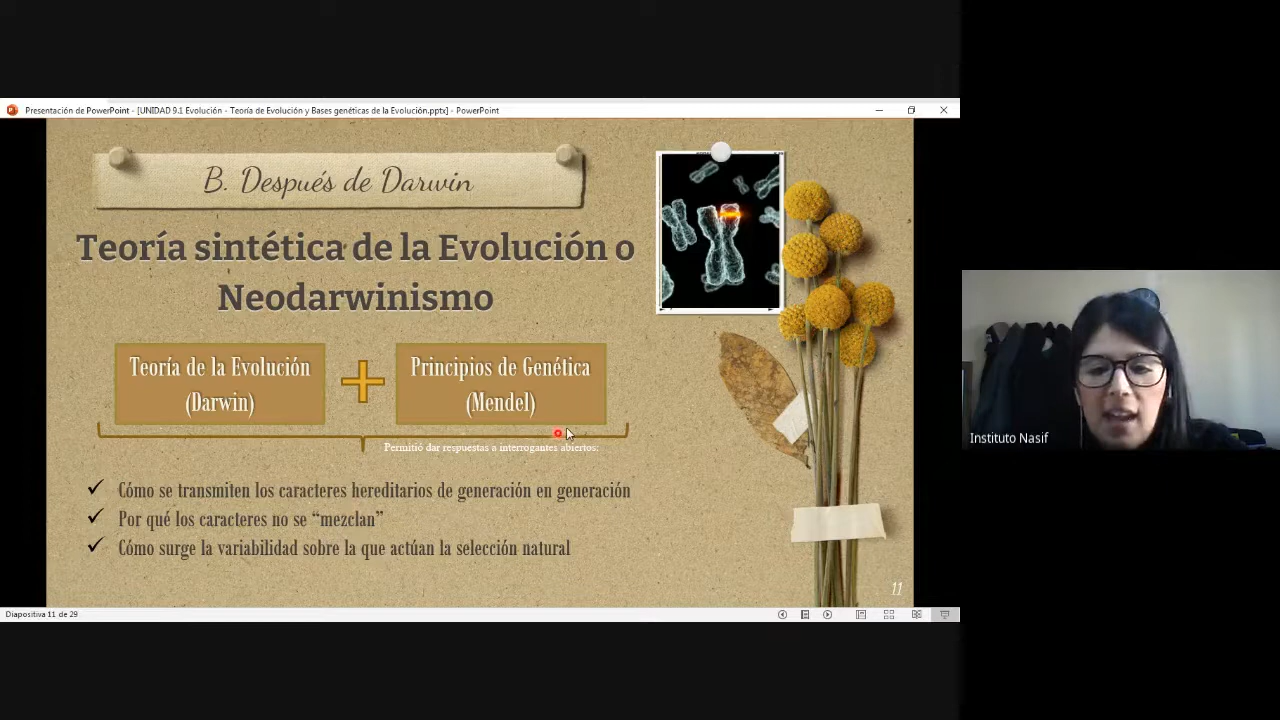 Presentación de PowerPoint - [UNIDAD 9.1 Evolución - Teoría de Evolución y Bases genéticas de la Evolución.pptx] - PowerPoint
B. Después de Darwin
Teoría sintética de la Evolución o
Neodarwinismo
Teoría de la Evolución
(Darwin)
Principios de Genética
(Mendel)
Permitió dar respuestas a interrogantes abiertos:
Cómo se transmiten los caracteres hereditarios de generación en generación
Por qué los caracteres no se “mezclan”
Cómo surge la variabilidad sobre la que actúan la selección natural
11
Diapositiva 11 de 29
Instituto Nasif